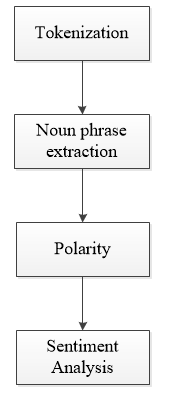 Tokenization
Noun phrase
extraction
Polarity
Sentiment
Analysis